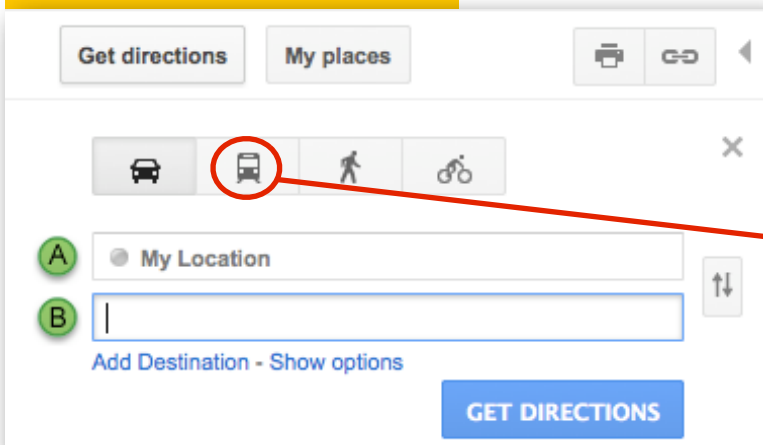 Get directions My places
A My Location
B
Add Destination - Show options
GET DIRECTIONS